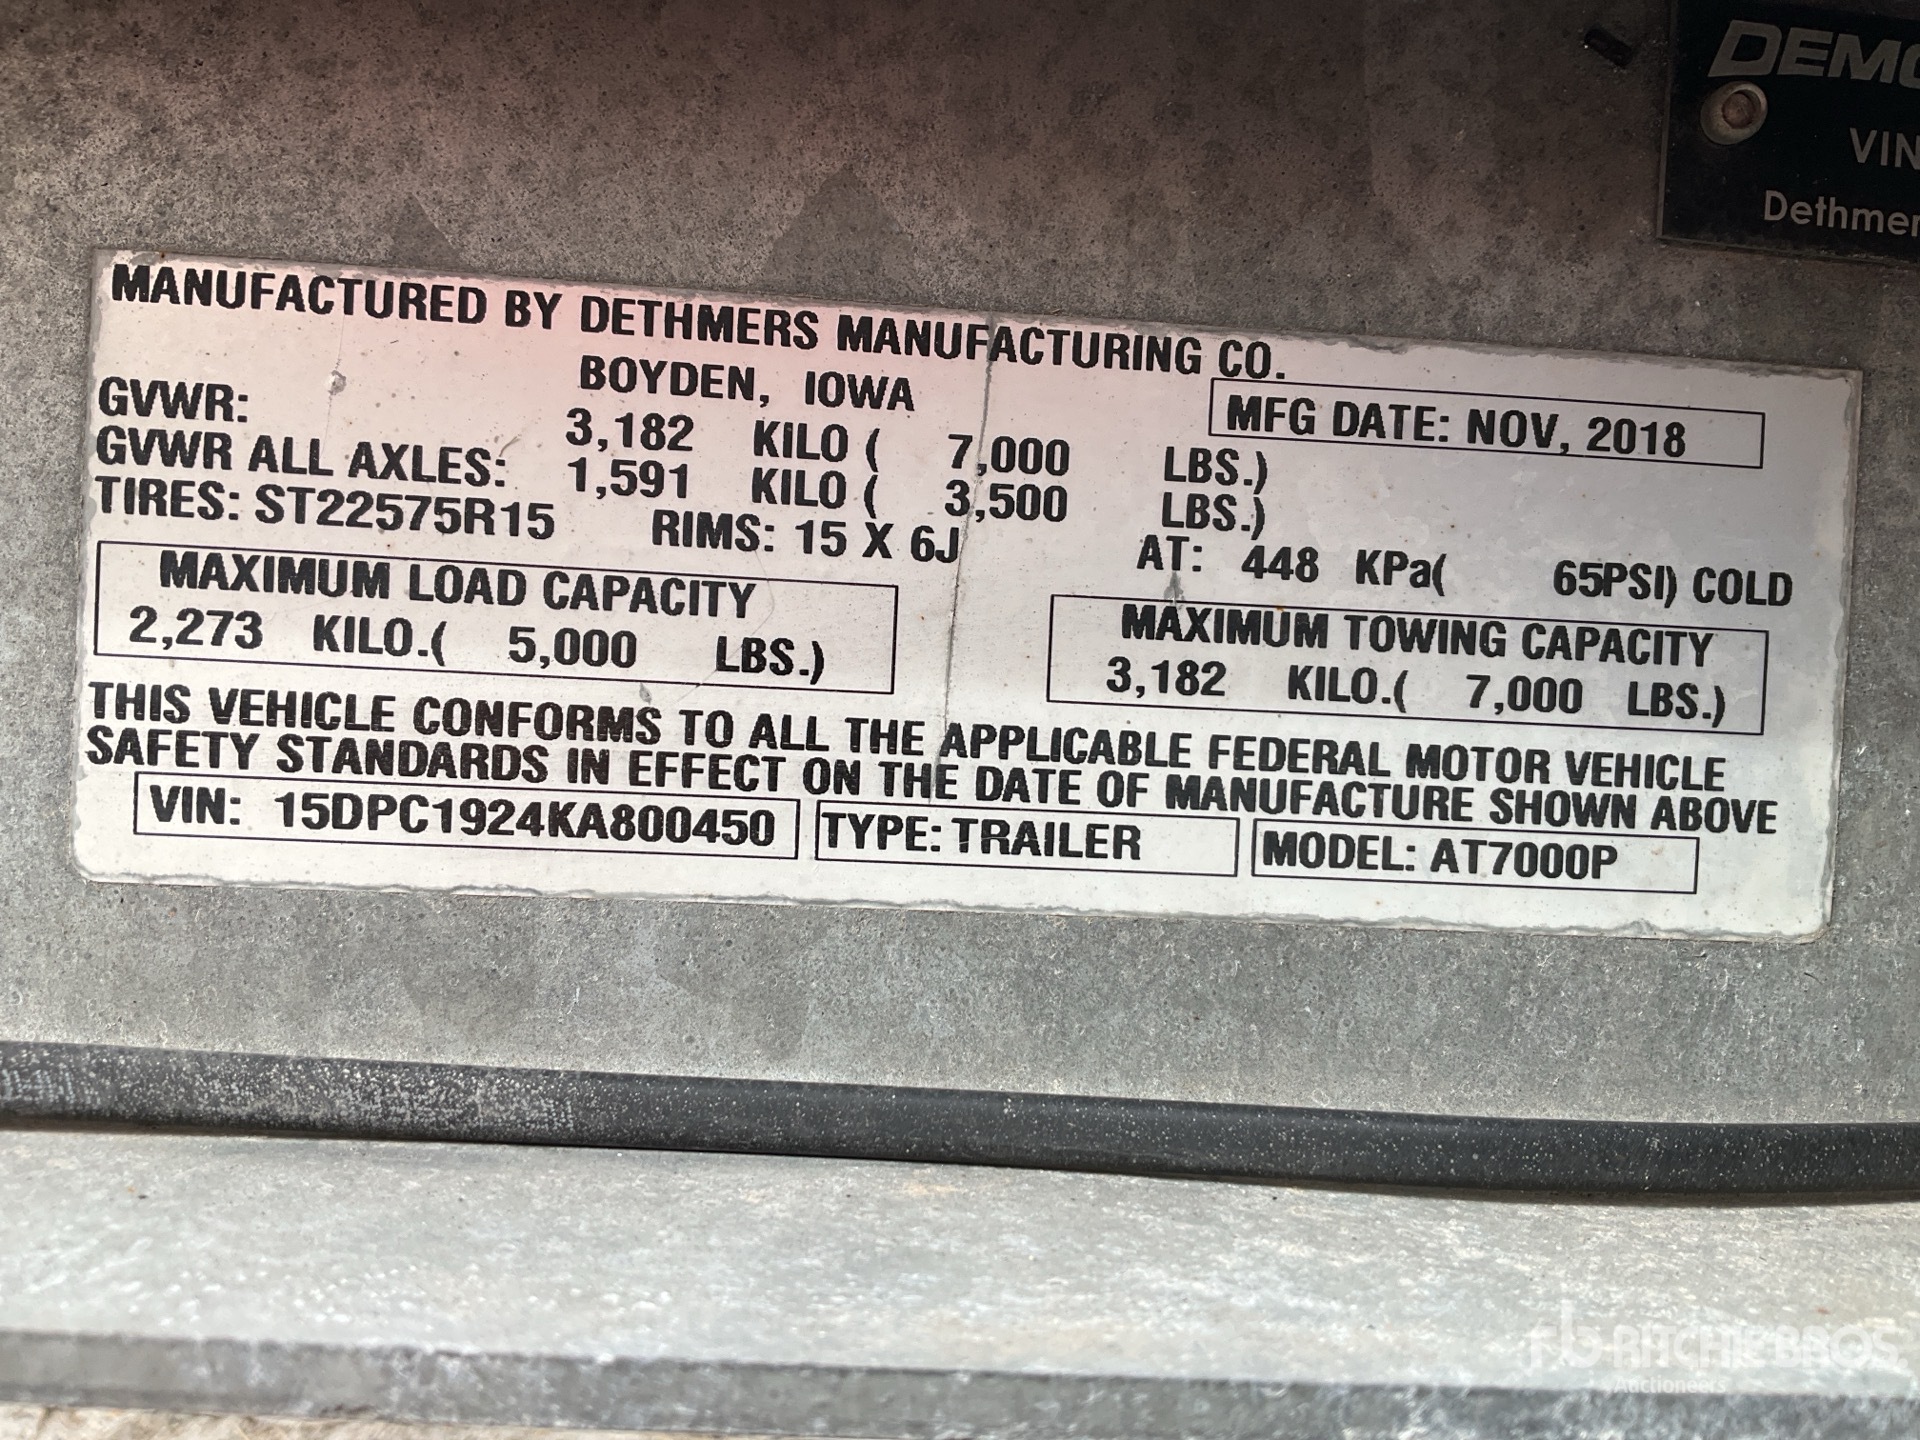 DEMO
VIN
Dethmer
MANUFACTURED BY DETHMERS MANUFACTURING CO.
BOYDEN, IOWA
MFG DATE: NOV, 2018
GVWR: 3,182 KILO ( 7,000 LBS.)
GVWR ALL AXLES: 1,591 KILO ( 3,500 LBS.)
TIRES: ST22575R15 RIMS: 15 X 6J AT: 448 KPa( 65PSI) COLD
MAXIMUM LOAD CAPACITY
2,273 KILO.( 5,000 LBS.)
MAXIMUM TOWING CAPACITY
3,182 KILO.( 7,000 LBS.)
THIS VEHICLE CONFORMS TO ALL THE APPLICABLE FEDERAL MOTOR VEHICLE
SAFETY STANDARDS IN EFFECT ON THE DATE OF MANUFACTURE SHOWN ABOVE
VIN: 15DPC1924KA800450 TYPE: TRAILER MODEL: AT7000P
rb RITCHIE BROS.
Auctioneers